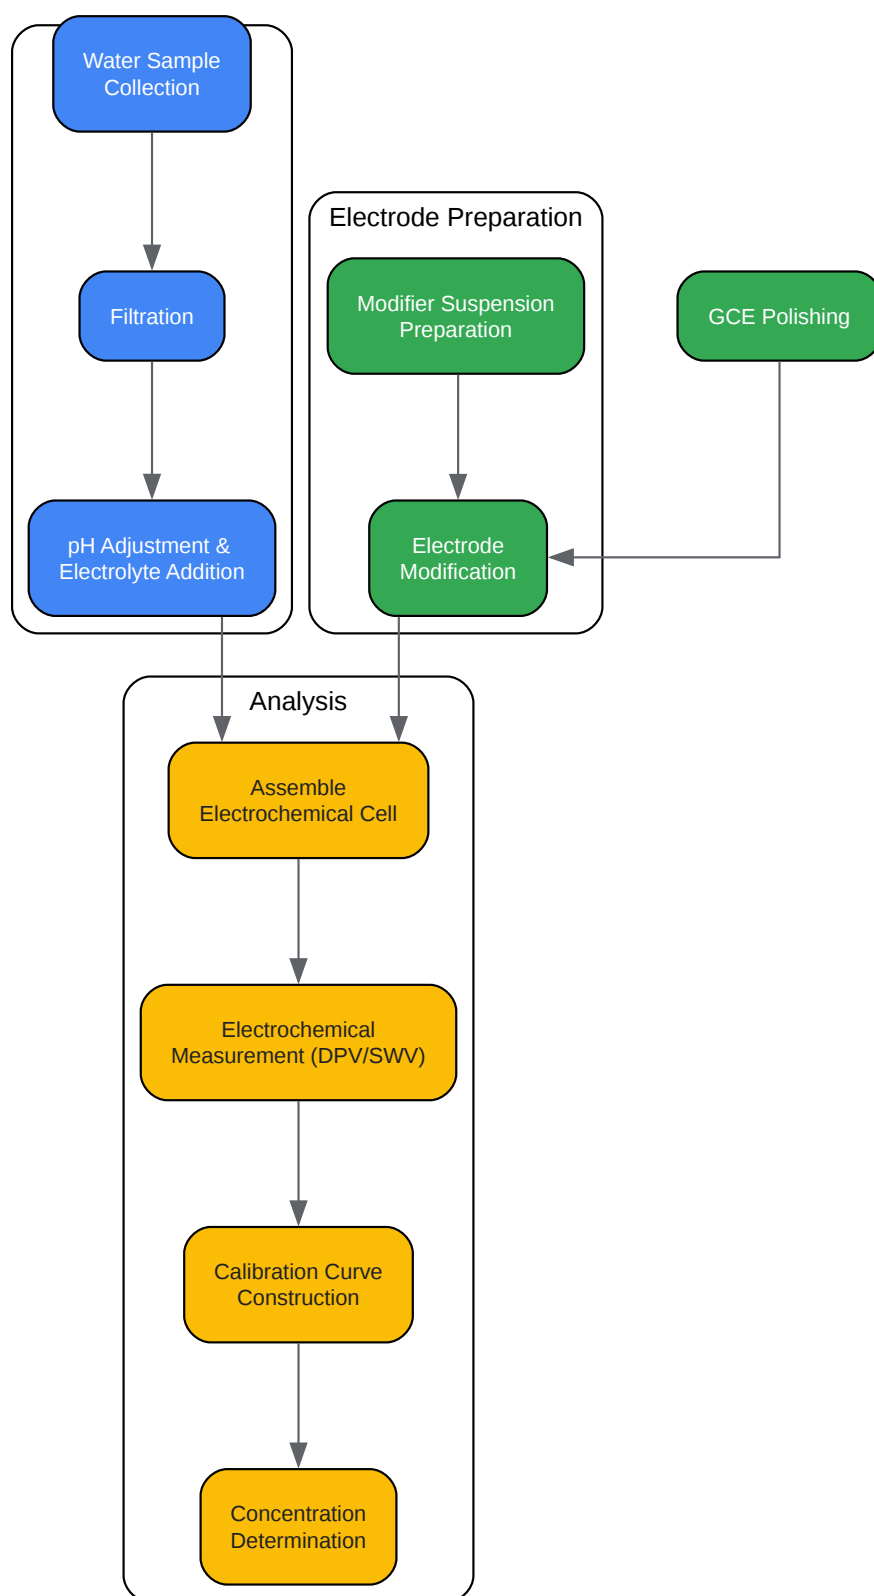 Water Sample
Collection
Filtration
pH Adjustment &
Electrolyte Addition
Electrode Preparation
Modifier Suspension
Preparation
GCE Polishing
Electrode
Modification
Analysis
Assemble
Electrochemical Cell
Electrochemical
Measurement (DPV/SWV)
Calibration Curve
Construction
Concentration
Determination